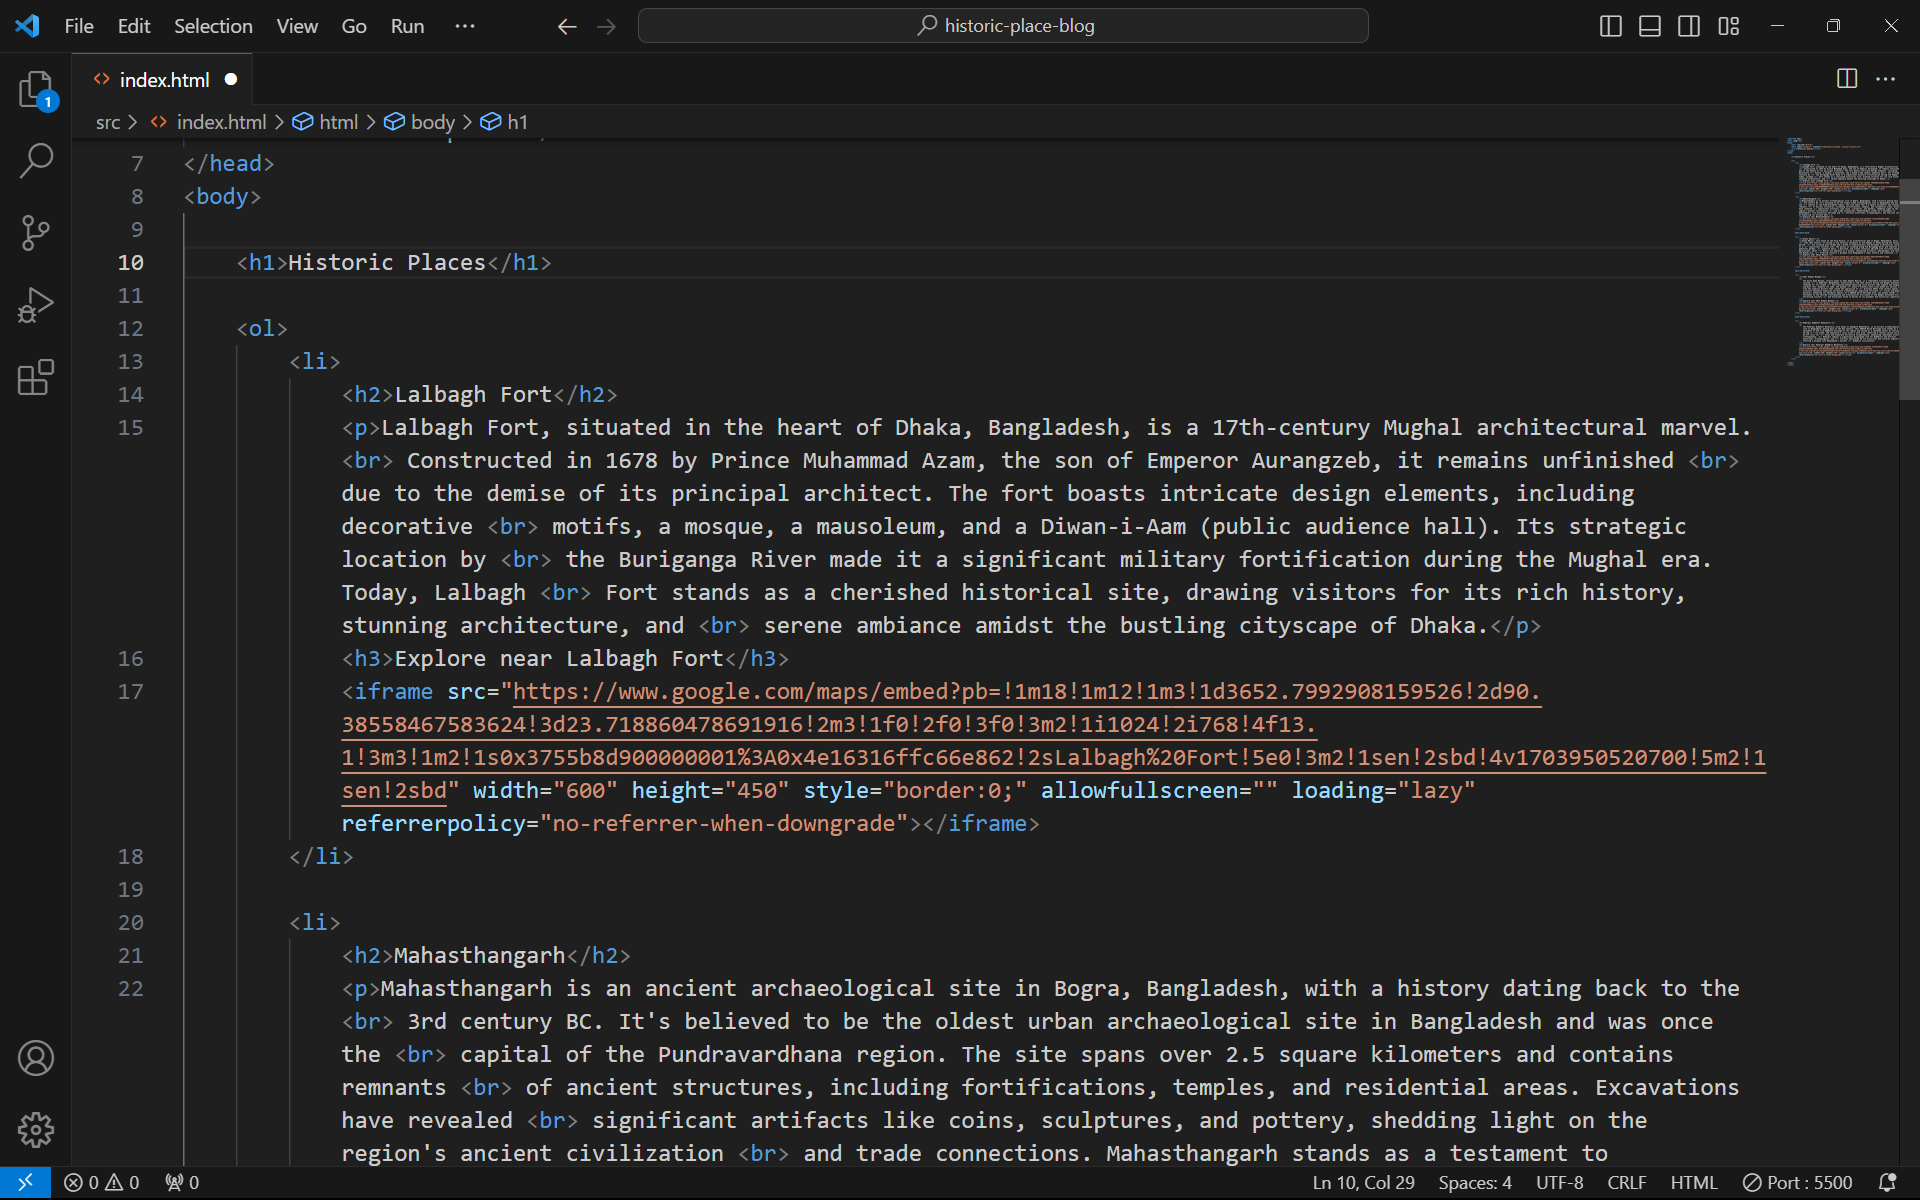 File Edit Selection View Go Run ···
historic-place-blog
index.html
src > index.html > html > body > h1
1
7 </head>
8 <body>
9
10 <h1>Historic Places</h1>
11
12 <ol>
13 <li>
14 <h2>Lalbagh Fort</h2>
15 <p>Lalbagh Fort, situated in the heart of Dhaka, Bangladesh, is a 17th-century Mughal architectural marvel.
<br> Constructed in 1678 by Prince Muhammad Azam, the son of Emperor Aurangzeb, it remains unfinished <br>
due to the demise of its principal architect. The fort boasts intricate design elements, including
decorative <br> motifs, a mosque, a mausoleum, and a Diwan-i-Aam (public audience hall). Its strategic
location by <br> the Buriganga River made it a significant military fortification during the Mughal era.
Today, Lalbagh <br> Fort stands as a cherished historical site, drawing visitors for its rich history,
stunning architecture, and <br> serene ambiance amidst the bustling cityscape of Dhaka.</p>
16 <h3>Explore near Lalbagh Fort</h3>
17 <iframe src="https://www.google.com/maps/embed?pb=!1m18!1m12!1m3!1d3652.7992908159526!2d90.
38558467583624!3d23.718860478691916!2m3!1f0!2f0!3f0!3m2!1i1024!2i768!4f13.
1!3m3!1m2!1s0x3755b8d900000001%3A0x4e16316ffc66e862!2sLalbagh%20Fort!5e0!3m2!1sen!2sbd!4v1703950520700!5m2!1
sen!2sbd" width="600" height="450" style="border:0;" allowfullscreen="" loading="lazy"
referrerpolicy="no-referrer-when-downgrade"></iframe>
18 </li>
19
20 <li>
21 <h2>Mahasthangarh</h2>
22 <p>Mahasthangarh is an ancient archaeological site in Bogra, Bangladesh, with a history dating back to the
<br> 3rd century BC. It's believed to be the oldest urban archaeological site in Bangladesh and was once
the <br> capital of the Pundravardhana region. The site spans over 2.5 square kilometers and contains
remnants <br> of ancient structures, including fortifications, temples, and residential areas. Excavations
have revealed <br> significant artifacts like coins, sculptures, and pottery, shedding light on the
region's ancient civilization <br> and trade connections. Mahasthangarh stands as a testament to
0 0 0 Ln 10, Col 29 Spaces: 4 UTF-8 CRLF HTML Port : 5500